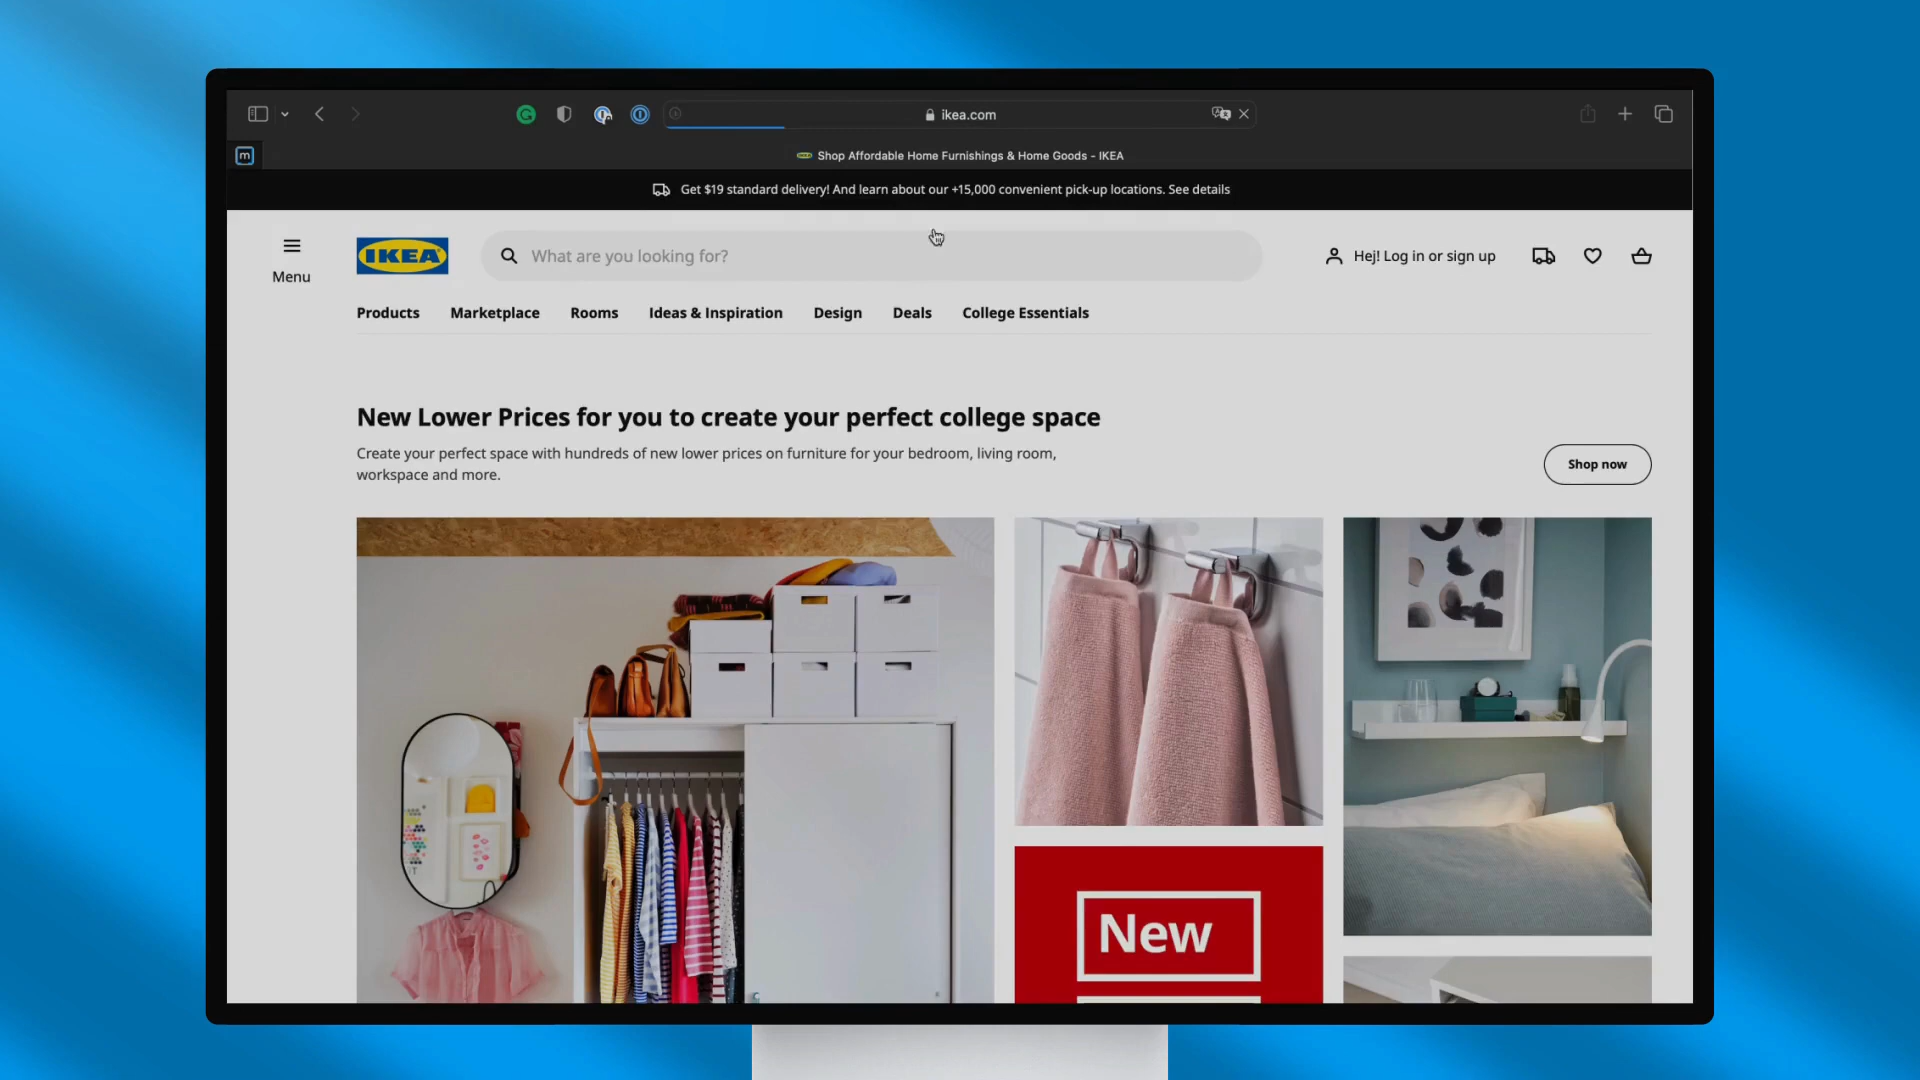 ikea.com
m
Shop Affordable Home Furnishings & Home Goods - IKEA
Get $19 standard delivery! And learn about our +15,000 convenient pick-up locations. See details
Menu
IKEA
What are you looking for?
Hej! Log in or sign up
Products Marketplace Rooms Ideas & Inspiration Design Deals College Essentials
New Lower Prices for you to create your perfect college space
Create your perfect space with hundreds of new lower prices on furniture for your bedroom, living room,
workspace and more.
Shop now
New